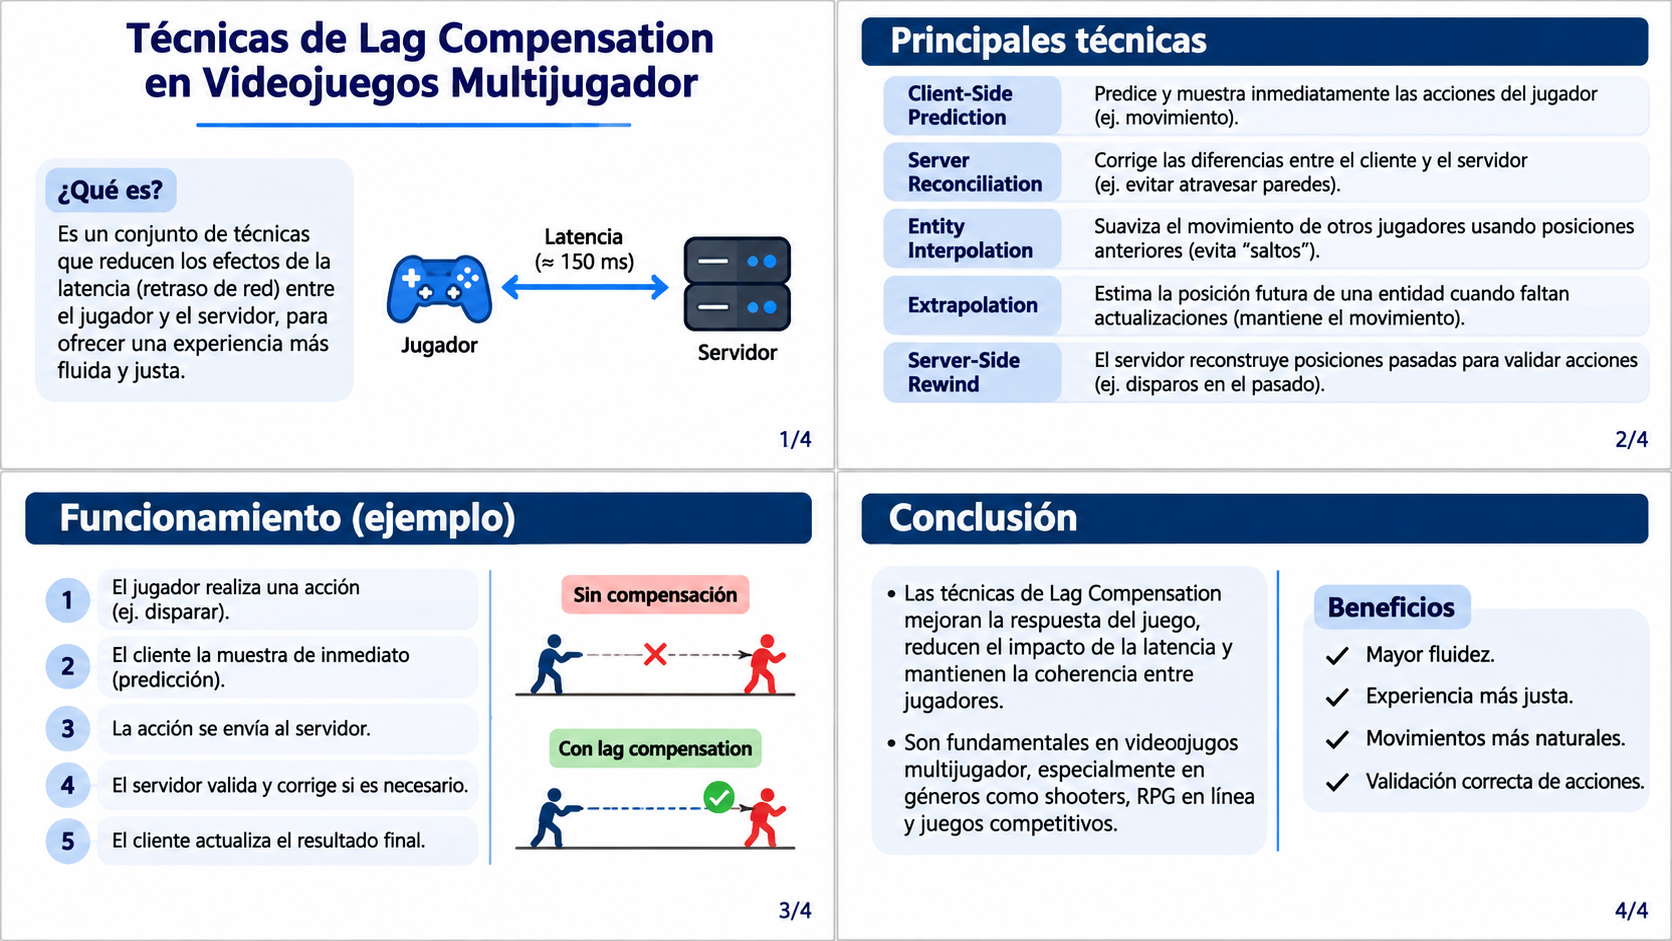 Técnicas de Lag Compensation
en Videojuegos Multijugador
¿Qué es?
Es un conjunto de técnicas
que reducen los efectos de la
latencia (retraso de red) entre
el jugador y el servidor, para
ofrecer una experiencia más
fluida y justa.
Latencia
(≈ 150 ms)
Jugador
Servidor
1/4
Principales técnicas
Client-Side
Prediction
Predice y muestra inmediatamente las acciones del jugador
(ej. movimiento).
Server
Reconciliation
Corrige las diferencias entre el cliente y el servidor
(ej. evitar atravesar paredes).
Entity
Interpolation
Suaviza el movimiento de otros jugadores usando posiciones
anteriores (evita “saltos”).
Extrapolation
Estima la posición futura de una entidad cuando faltan
actualizaciones (mantiene el movimiento).
Server-Side
Rewind
El servidor reconstruye posiciones pasadas para validar acciones
(ej. disparos en el pasado).
2/4
Funcionamiento (ejemplo)
1
El jugador realiza una acción
(ej. disparar).
2
El cliente la muestra de inmediato
(predicción).
3
La acción se envía al servidor.
4
El servidor valida y corrige si es necesario.
5
El cliente actualiza el resultado final.
Sin compensación
Con lag compensation
3/4
Conclusión
• Las técnicas de Lag Compensation
mejoran la respuesta del juego,
reducen el impacto de la latencia y
mantienen la coherencia entre
jugadores.
• Son fundamentales en
multijugador, especialmente en
géneros como shooters, RPG en línea
y juegos competitivos.
Beneficios
✓ Mayor fluidez.
✓ Experiencia más justa.
✓ Movimientos más naturales.
✓ Validación correcta de acciones.
4/4